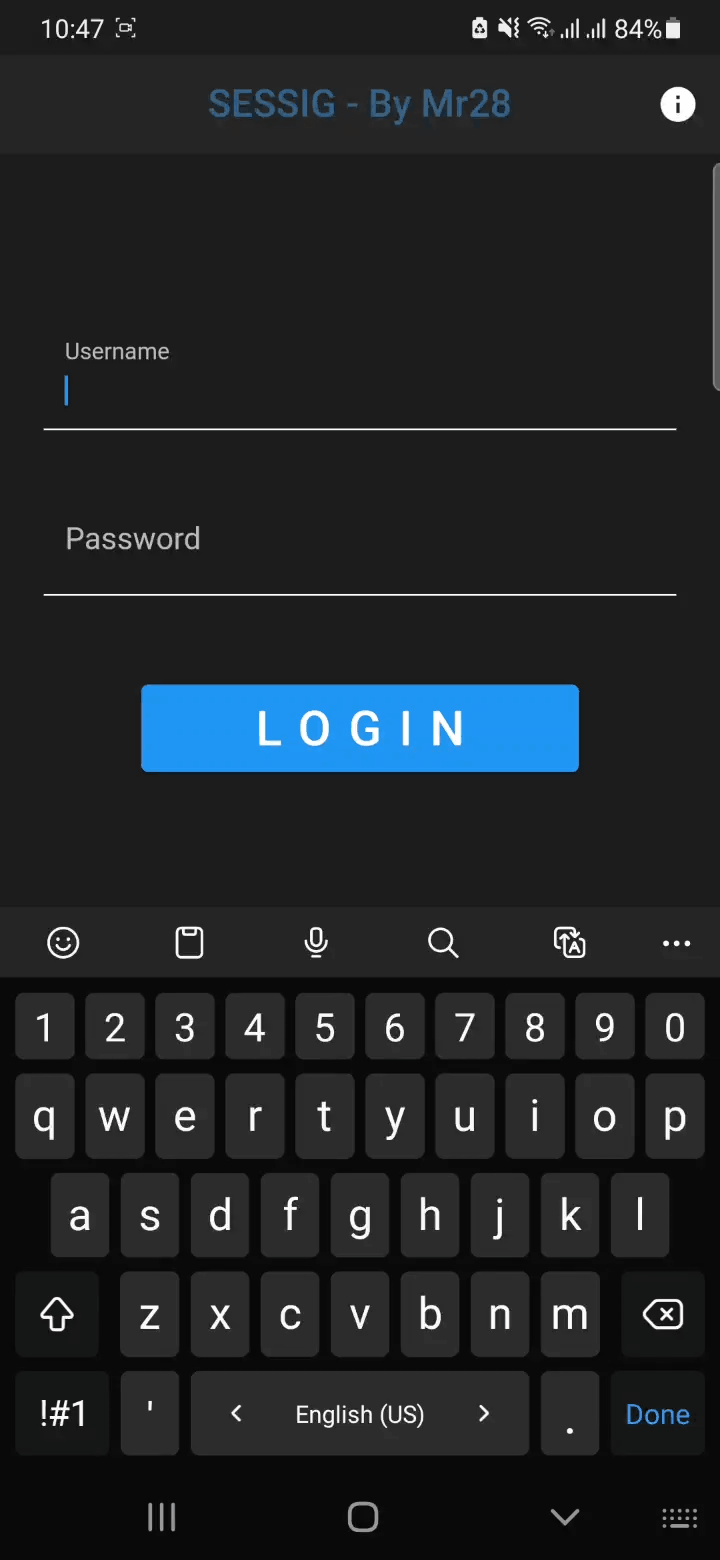 10:47 84%
SESSIG - By Mr28
i
Username
Password
LOGIN
1 2 3 4 5 6 7 8 9 0
q w e r t y u i o p
a s d f g h j k l
z x c v b n m
!#1 ' < English (US) > . Done